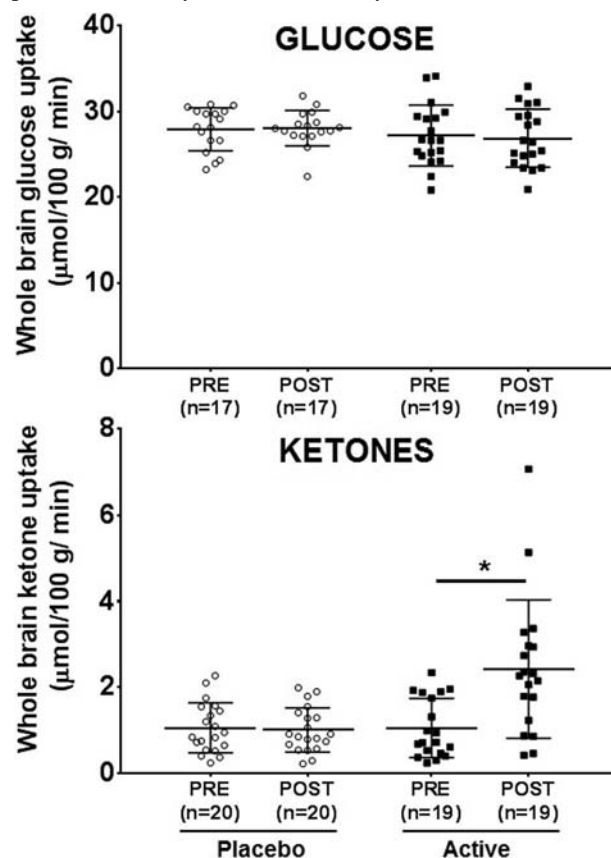 GLUCOSE
Whole brain glucose uptake
(μmol/100 g/ min)
40
30
20
10
0
PRE
(n=17)
POST
(n=17)
PRE
(n=19)
POST
(n=19)
KETONES
Whole brain ketone uptake
(μmol/100 g/ min)
8
6
4
2
0
*
PRE
(n=20)
POST
(n=20)
PRE
(n=19)
POST
(n=19)
Placebo
Active